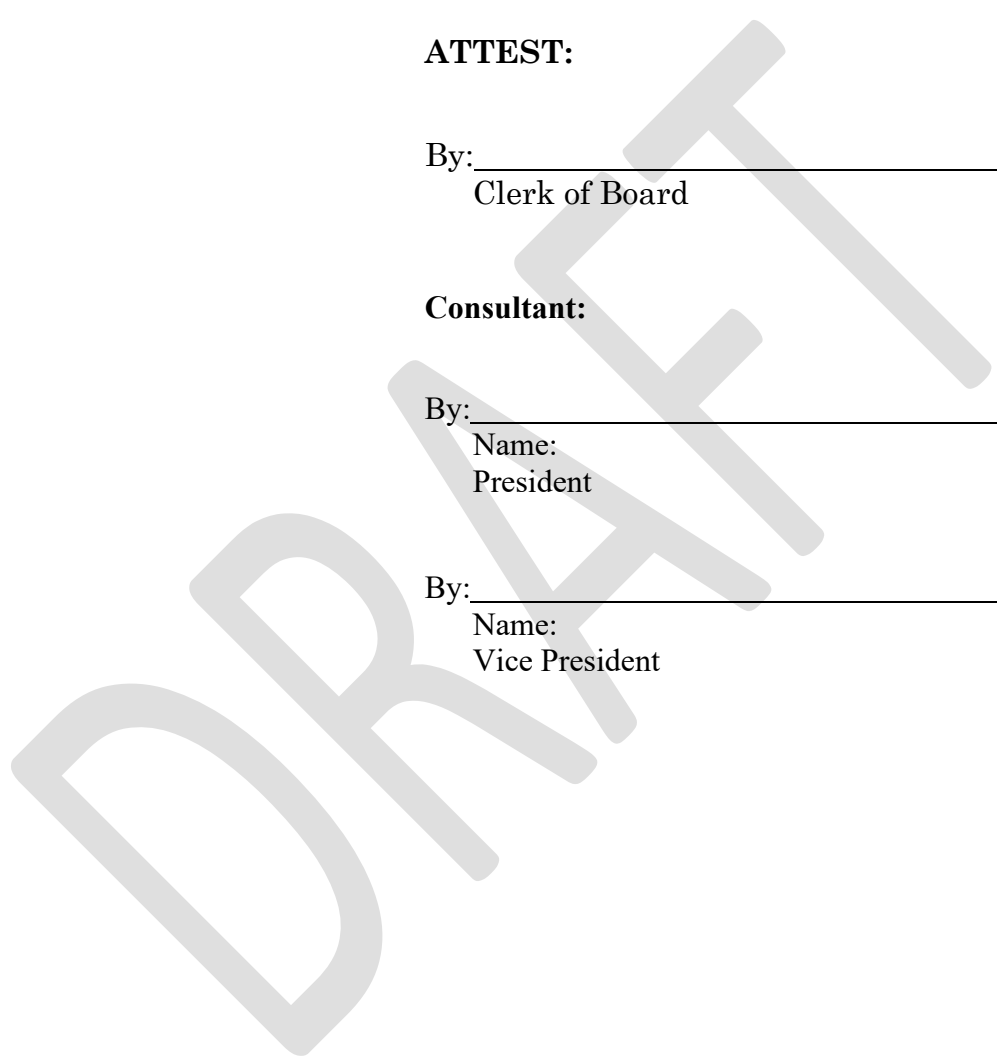 ATTEST:
By:
Clerk of Board
Consultant:
By:
Name:
President
By:
Name:
Vice President
DRAFT